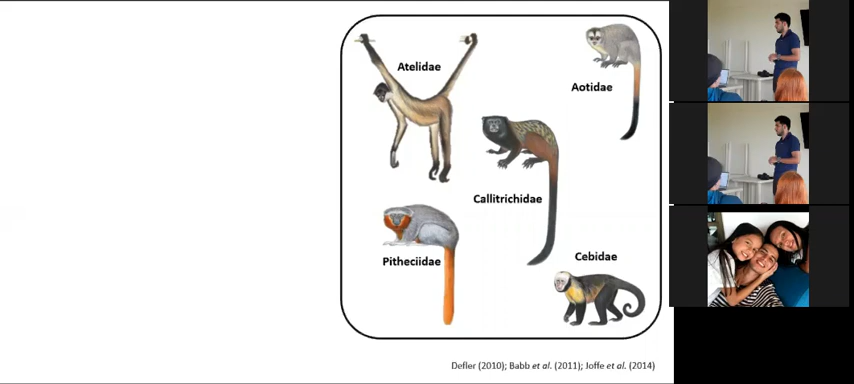 Atelidae
Aotidae
Callitrichidae
Pitheciidae
Cebidae
Defler (2010); Babb et al. (2011); Joffe et al. (2014)